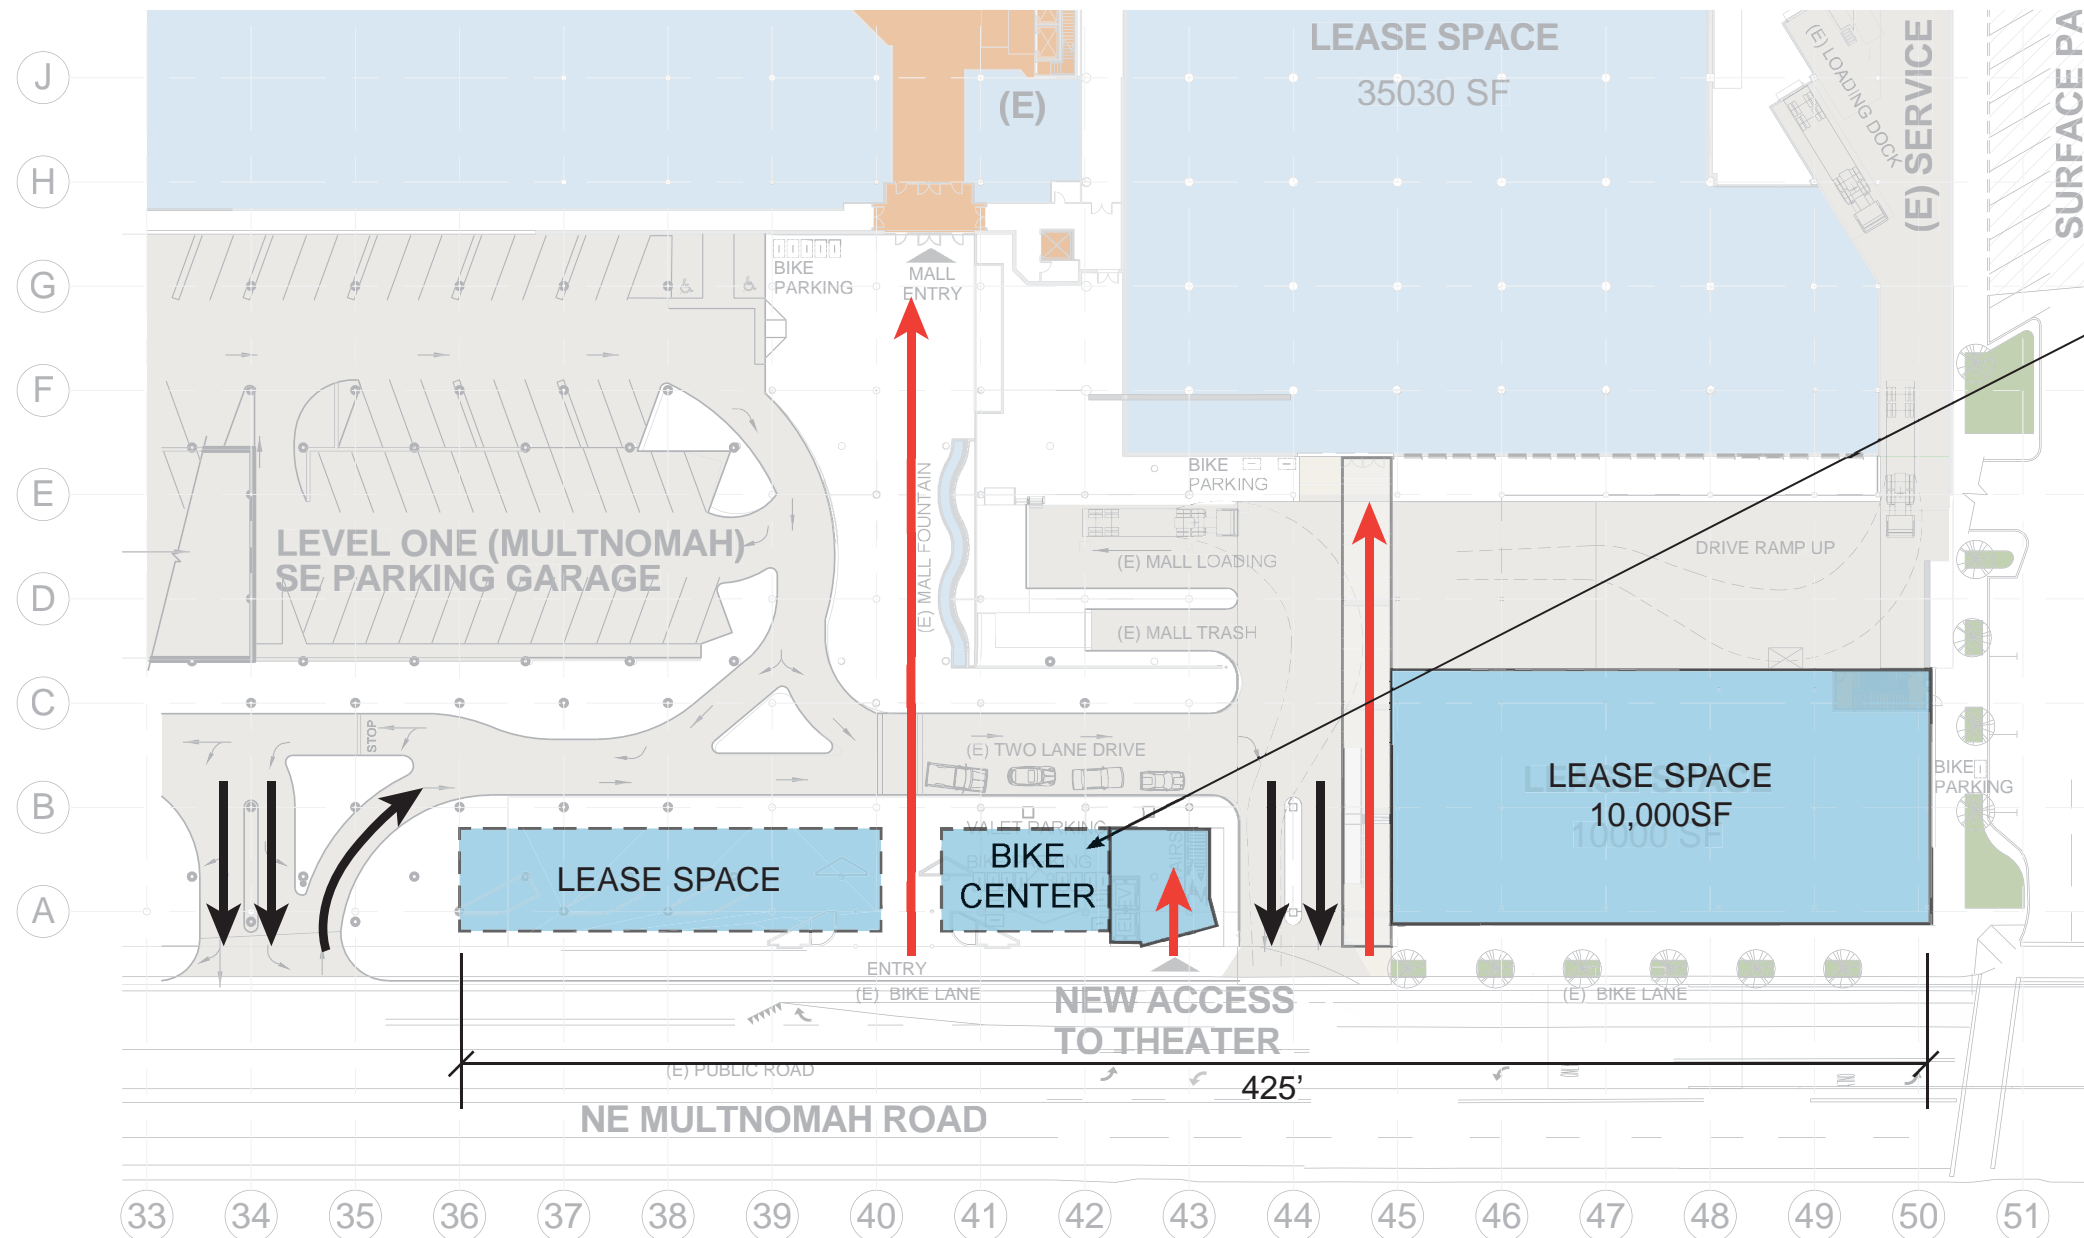 LEASE SPACE
35030 SF
(E)
(E) LOADING DOCK
(E) SERVICE
SURFACE PA
J
H
G
F
E
D
C
B
A
BIKE
PARKING
MALL
ENTRY
(E) MALL FOUNTAIN
BIKE
PARKING
LEVEL ONE (MULTNOMAH)
SE PARKING GARAGE
(E) MALL LOADING
DRIVE RAMP UP
(E) MALL TRASH
STOP
(E) TWO LANE DRIVE
VALET PARKING
BIKE
PARKING
LEASE SPACE
10,000SF
10000 SF
LEASE SPACE
BIKE
CENTER
ELEV
ENTRY
(E) BIKE LANE
NEW ACCESS
TO THEATER
(E) BIKE LANE
(E) PUBLIC ROAD
425’
NE MULTNOMAH ROAD
33 34 35 36 37 38 39 40 41 42 43 44 45 46 47 48 49 50 51